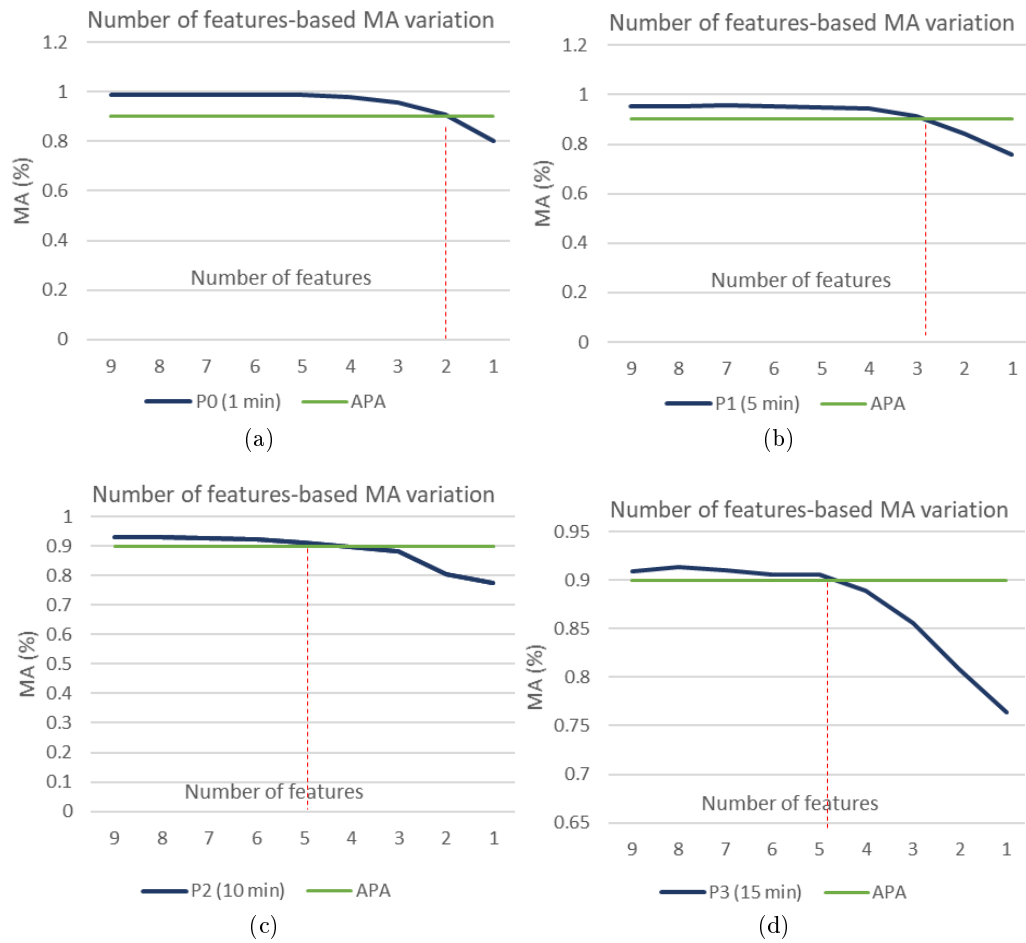 Number of features-based MA variation
1.2
1
0.8
0.6
0.4
0.2
0
MA (%)
Number of features
9 8 7 6 5 4 3 2 1
P0 (1 min) APA
(a)
Number of features-based MA variation
1.2
1
0.8
0.6
0.4
0.2
0
MA (%)
Number of features
9 8 7 6 5 4 3 2 1
P1 (5 min) APA
(b)
Number of features-based MA variation
1
0.9
0.8
0.7
0.6
0.5
0.4
0.3
0.2
0.1
0
MA (%)
Number of features
9 8 7 6 5 4 3 2 1
P2 (10 min) APA
(c)
Number of features-based MA variation
0.95
0.9
0.85
0.8
0.75
0.7
0.65
MA (%)
Number of features
9 8 7 6 5 4 3 2 1
P3 (15 min) APA
(d)